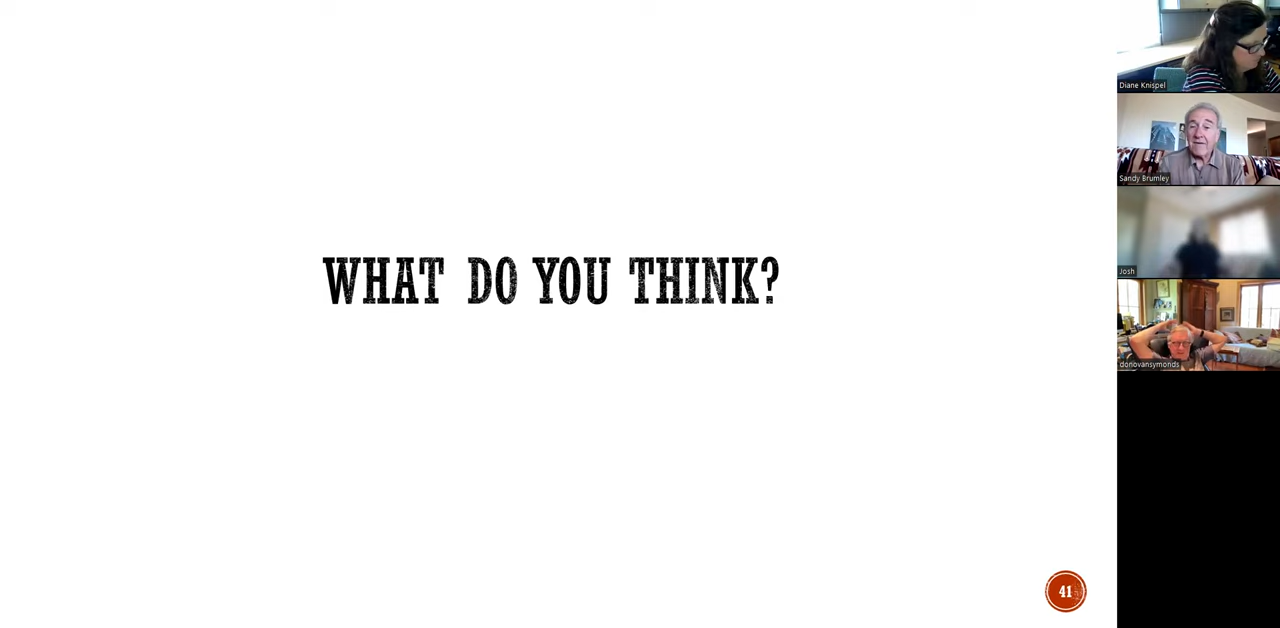 WHAT DO YOU THINK?
41
Diane Knispel
Sandy Brumley
Josh
donovansymonds